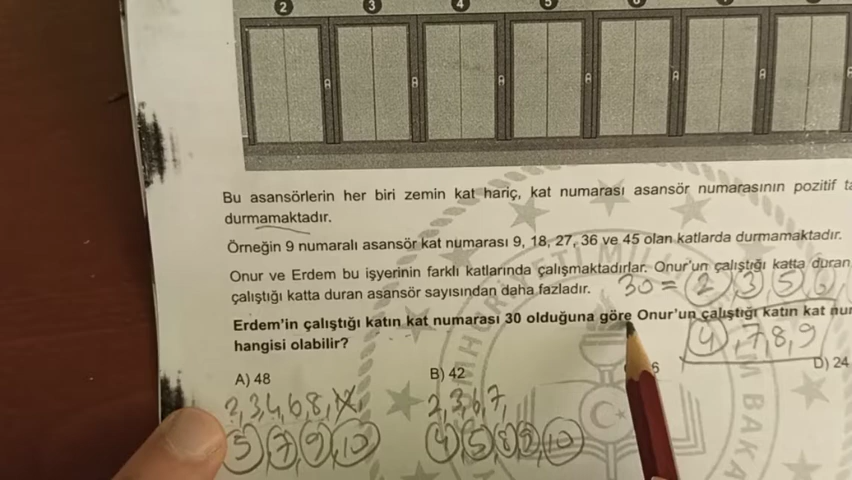 2 3 4 5 6
Bu asansörlerin her biri zemin kat hariç, kat numarası asansör numarasının pozitif
durmamaktadır.
Örneğin 9 numaralı asansör kat numarası 9, 18, 27, 36 ve 45 olan katlarda durmamaktadır.
Onur ve Erdem bu işyerinin farklı katlarında çalışmaktadırlar. Onur'un çalıştığı katta duran
çalıştığı katta duran asansör sayısından daha fazladır.
30 = 2 3 5 6,
Erdem'in çalıştığı katın kat numarası 30 olduğuna göre Onur'un çalıştığı katın kat
hangisi olabilir?
4, 7, 8, 9
A) 48 B) 42 6 D) 24
2, 3, 4, 6, 8, 2, 3, 6, 7,
5 7 9 10 4 5 8 10